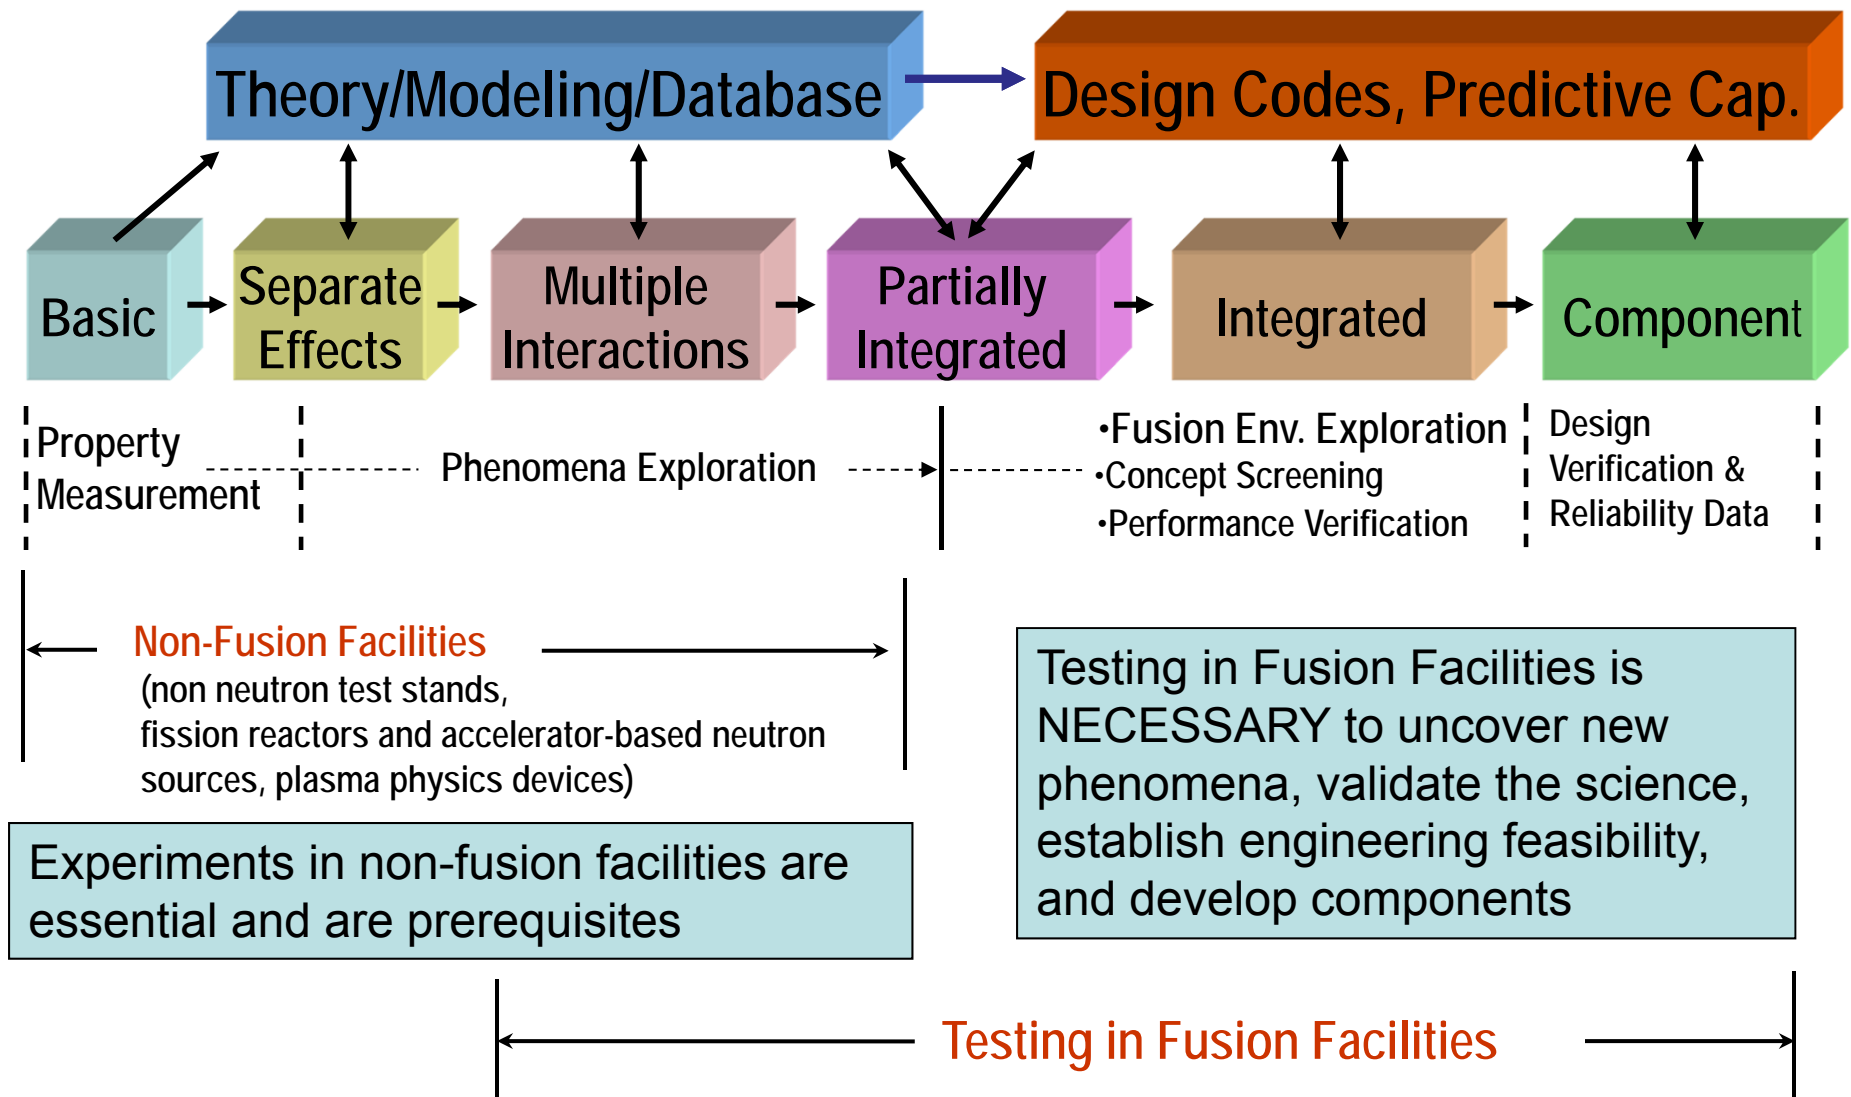 Theory/Modeling/Database
Design Codes, Predictive Cap.
Basic
Separate
Effects
Multiple
Interactions
Partially
Integrated
Integrated
Component
Property
Measurement
Phenomena Exploration
•Fusion Env. Exploration
•Concept Screening
•Performance Verification
Design
Verification &
Reliability Data
Non-Fusion Facilities
(non neutron test stands,
fission reactors and accelerator-based neutron
sources, plasma physics devices)
Testing in Fusion Facilities is
NECESSARY to uncover new
phenomena, validate the science,
establish engineering feasibility,
and develop components
Experiments in non-fusion facilities are
essential and are prerequisites
Testing in Fusion Facilities